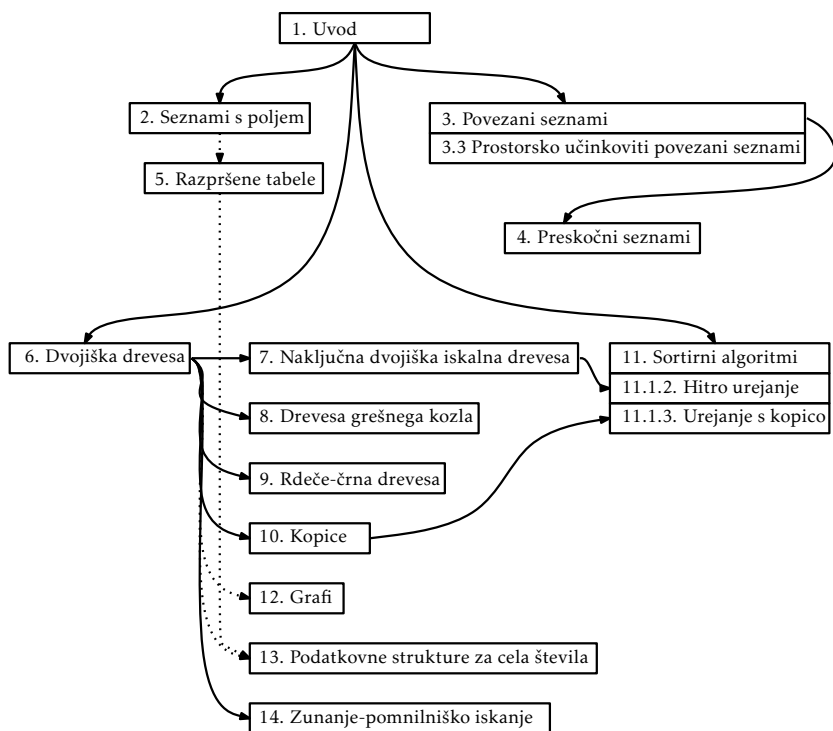 1. Uvod
2. Seznami s poljem
3. Povezani seznami
3.3 Prostorsko učinkoviti povezani seznami
5. Razpršene tabele
4. Preskočni seznami
6. Dvojiška drevesa
7. Naključna dvojiška iskalna drevesa
11. Sortirni algoritmi
11.1.2. Hitro urejanje
8. Drevesa grešnega kozla
11.1.3. Urejanje s kopico
9. Rdeče-črna drevesa
10. Kopice
12. Grafi
13. Podatkovne strukture za cela števila
14. Zunanje-pomnilniško iskanje